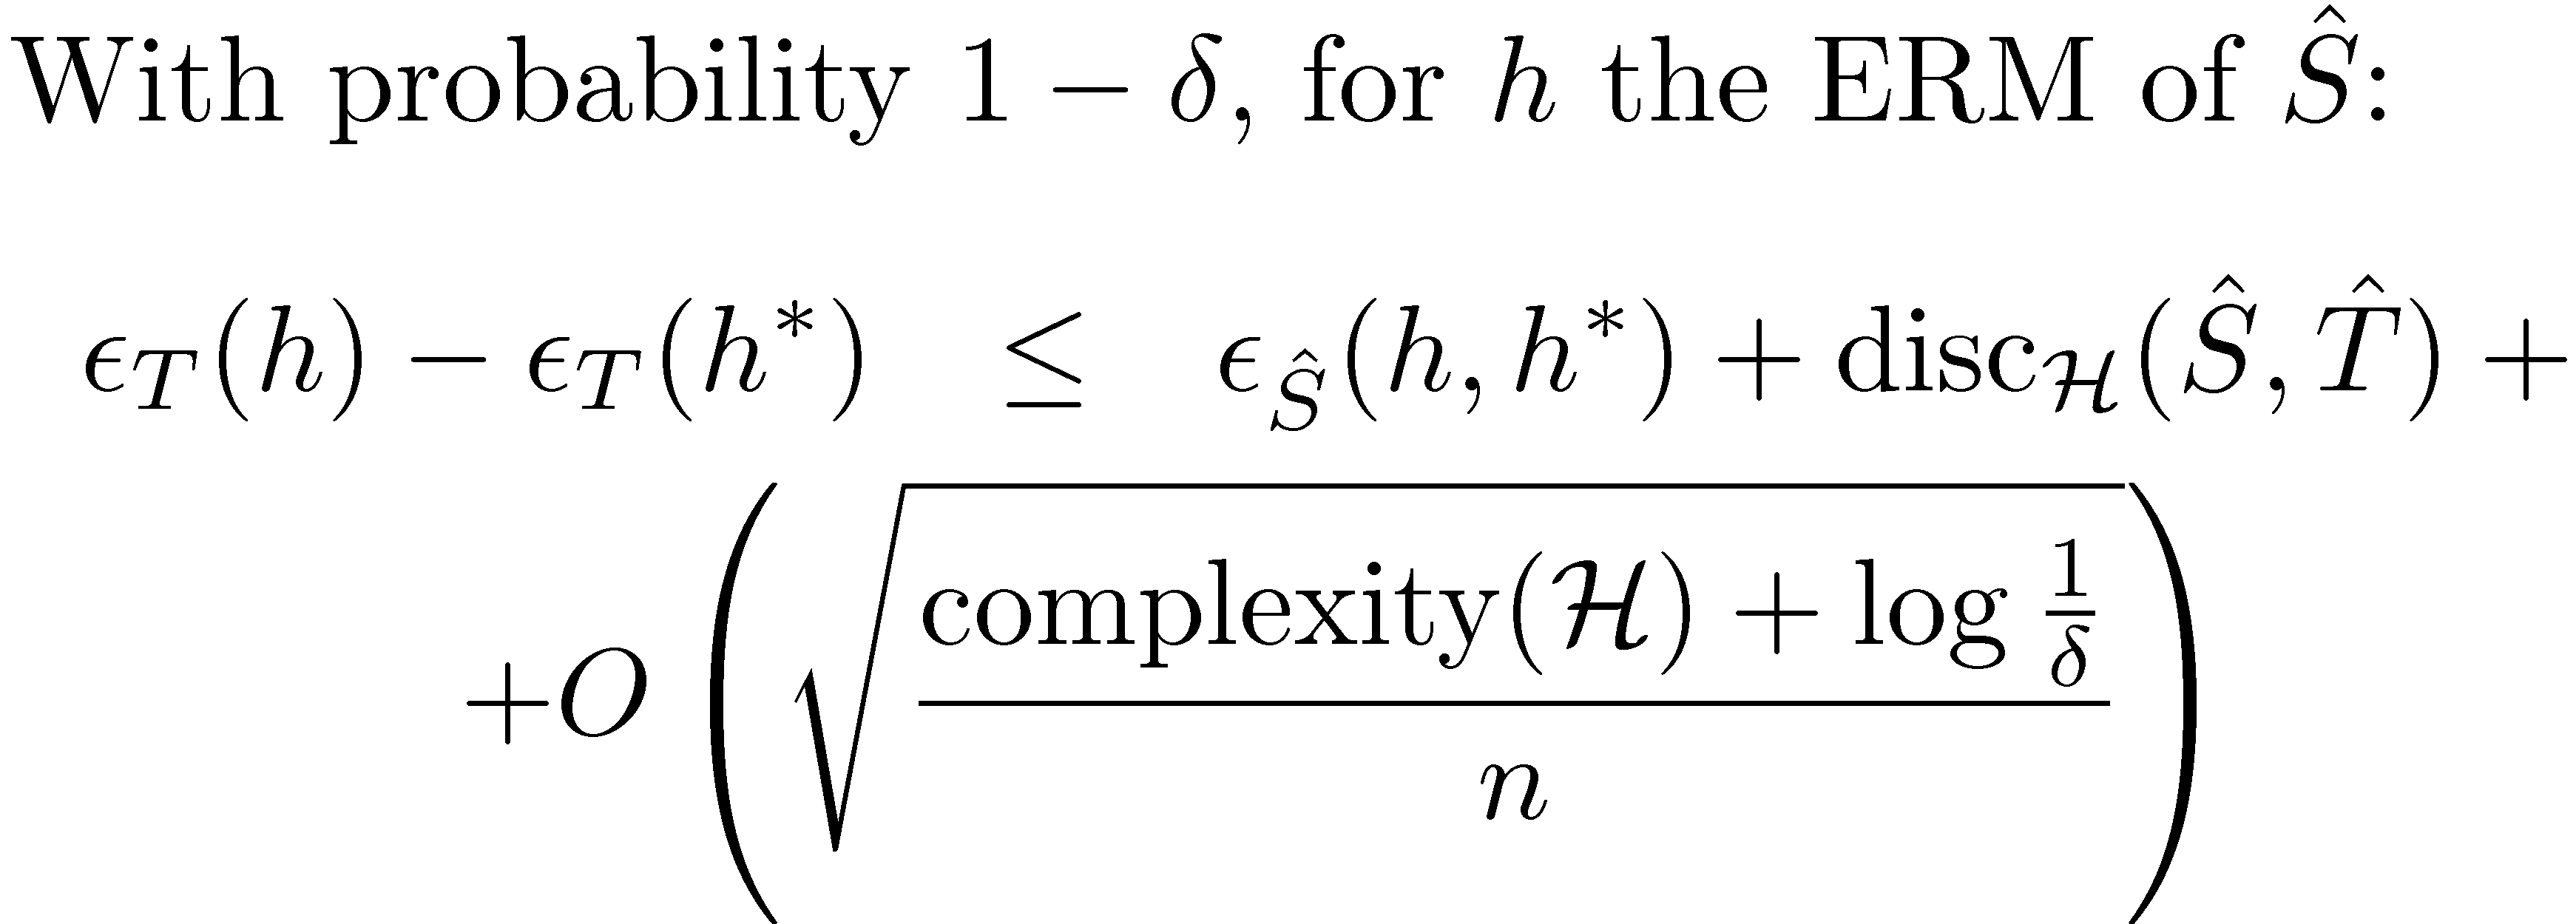 With probability 1 − δ, for h the ERM of Ŝ:
ϵ_T(h) − ϵ_T(h*) ≤ ϵ_Ŝ(h, h*) + disc_ℋ(Ŝ, T̂) +
+O(√((complexity(ℋ) + log 1/δ)/n))